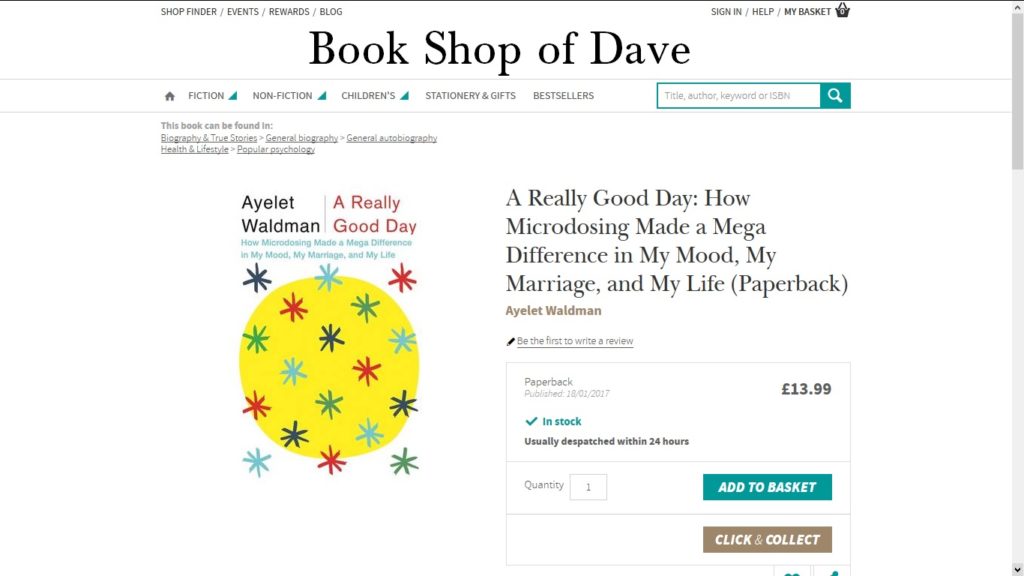 SHOP FINDER / EVENTS / REWARDS / BLOG
SIGN IN / HELP / MY BASKET 0
Book Shop of Dave
FICTION NON-FICTION CHILDREN'S STATIONERY & GIFTS BESTSELLERS
Title, author, keyword or ISBN
This book can be found in:
Biography & True Stories > General biography > General autobiography
Health & Lifestyle > Popular psychology
Ayelet
Waldman
A Really
Good Day
How Microdosing Made a Mega Difference
in My Mood, My Marriage, and My Life
A Really Good Day: How
Microdosing Made a Mega
Difference in My Mood, My
Marriage, and My Life (Paperback)
Ayelet Waldman
Be the first to write a review
Paperback
Published: 18/01/2017
£13.99
In stock
Usually despatched within 24 hours
Quantity 1
ADD TO BASKET
CLICK & COLLECT